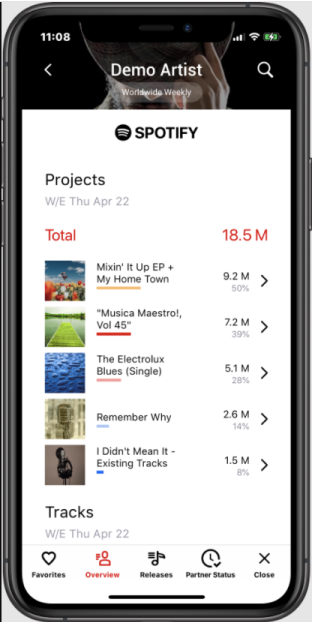 11:08
Demo Artist
Worldwide Weekly
SPOTIFY
Projects
W/E Thu Apr 22
Total 18.5 M
Mixin' It Up EP +
My Home Town
9.2 M
50%
"Musica Maestro!,
Vol 45"
7.2 M
39%
The Electrolux
Blues (Single)
5.1 M
28%
Remember Why
2.6 M
14%
I Didn't Mean It -
Existing Tracks
1.5 M
8%
Tracks
W/E Thu Apr 22
Favorites Overview Releases Partner Status Close